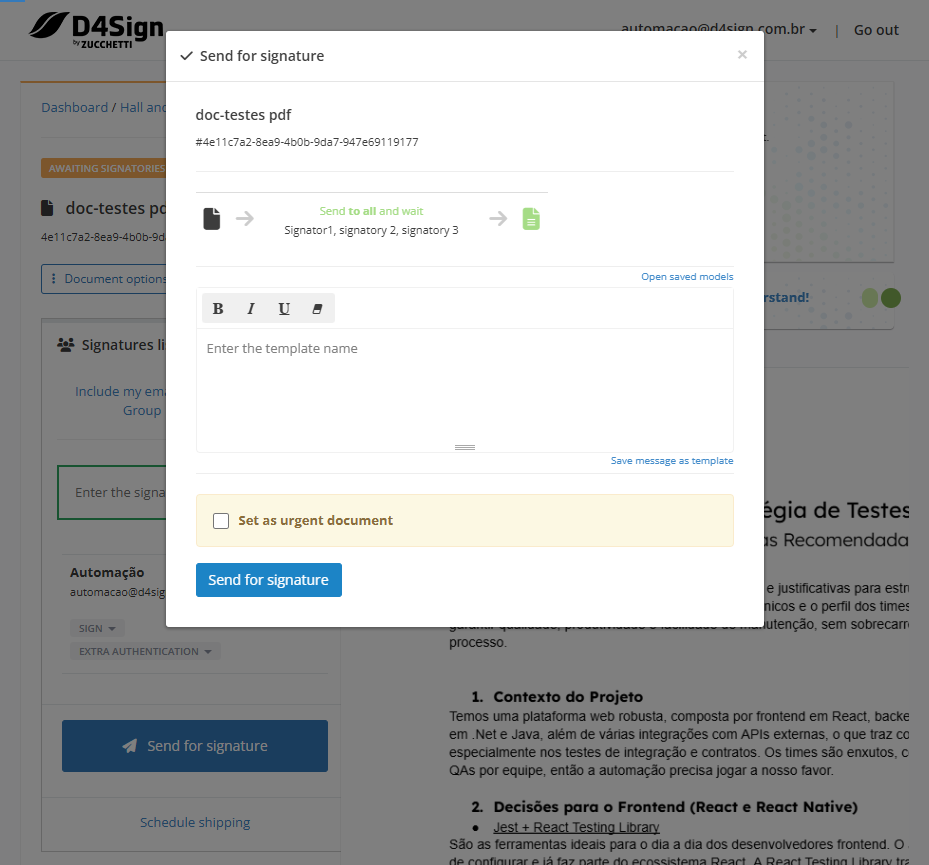 D4Sign
by ZUCCHETTI
automacao@d4sign.com.br
|
Go out
Send for signature
×
Dashboard / Hall and
doc-testes pdf
#4e11c7a2-8ea9-4b0b-9da7-947e69119177
AWAITING SIGNATORIES
doc-testes pd
4e11c7a2-8ea9-4b0b-9d
Send to all and wait
Signator1, signatory 2, signatory 3
Document options
Open saved models
rstand!
B I U
Enter the template name
Signatures li
Include my ema
Group
Save message as template
Enter the signa
Set as urgent document
égia de Testes
as Recomendada
Send for signature
Automação
automacao@d4sig
e justificativas para estru
nicos e o perfil dos times
garantir qualidade, produtividade e facilidade de manutenção, sem sobrecarre
processo.
SIGN
EXTRA AUTHENTICATION
1. Contexto do Projeto
Temos uma plataforma web robusta, composta por frontend em React, backe
em .Net e Java, além de várias integrações com APIs externas, o que traz co
especialmente nos testes de integração e contratos. Os times são enxutos, c
QAs por equipe, então a automação precisa jogar a nosso favor.
Send for signature
2. Decisões para o Frontend (React e React Native)
● Jest + React Testing Library
São as ferramentas ideais para o dia a dia dos desenvolvedores frontend. O
de configurar e já faz parte do ecossistema React. A React Testing Library tra
Schedule shipping